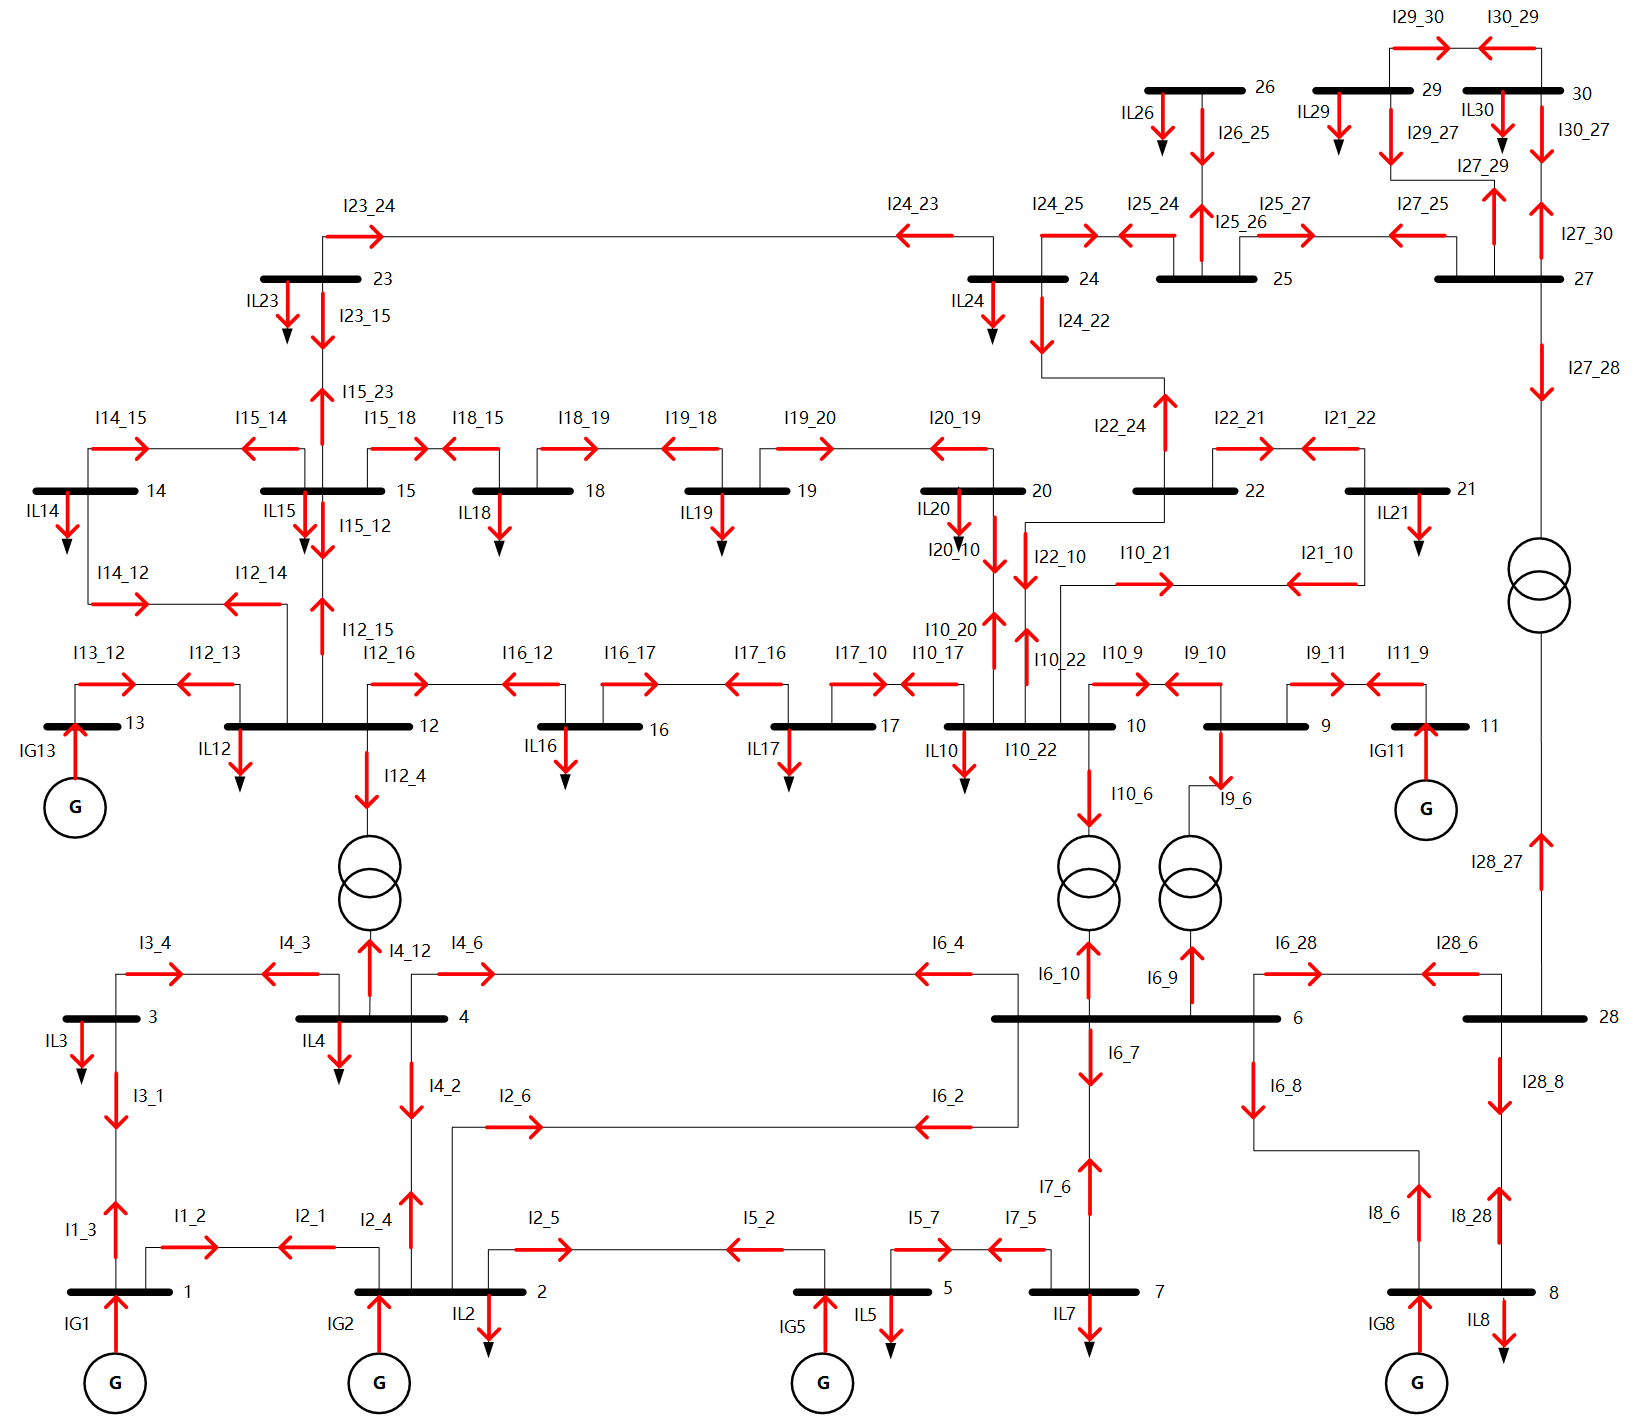 I29_30 I30_29
26 29 30
IL26 IL29 IL30
I26_25 I29_27 I30_27
I27_29
I23_24 I24_23 I24_25 I25_24 I25_27 I27_25
I25_26 I27_30
23 24 25 27
IL23 IL24
I23_15 I24_22
I27_28
I15_23
I14_15 I15_14 I15_18 I18_15 I18_19 I19_18 I19_20 I20_19 I22_24 I22_21 I21_22
14 15 18 19 20 22 21
IL14 IL15 IL18 IL19 IL20 IL21
I15_12 I20_10 I22_10 I10_21 I21_10
I14_12 I12_14
I12_15 I10_20
I13_12 I12_13 I12_16 I16_12 I16_17 I17_16 I17_10 I10_17 I10_22 I10_9 I9_10 I9_11 I11_9
13 12 16 17 10 9 11
IG13 IL12 IL16 IL17 IL10 I10_22 IG11
I12_4 I10_6 I9_6
G G
I28_27
I3_4 I4_3 I4_12 I4_6 I6_4 I6_10 I6_9 I6_28 I28_6
3 4 6 28
IL3 IL4
I6_7
I3_1 I4_2 I2_6 I6_2 I6_8 I28_8
I7_6
I1_3 I1_2 I2_1 I2_4 I2_5 I5_2 I5_7 I7_5 I8_6 I8_28
1 2 5 7 8
IG1 IG2 IL2 IG5 IL5 IL7 IG8 IL8
G G G G